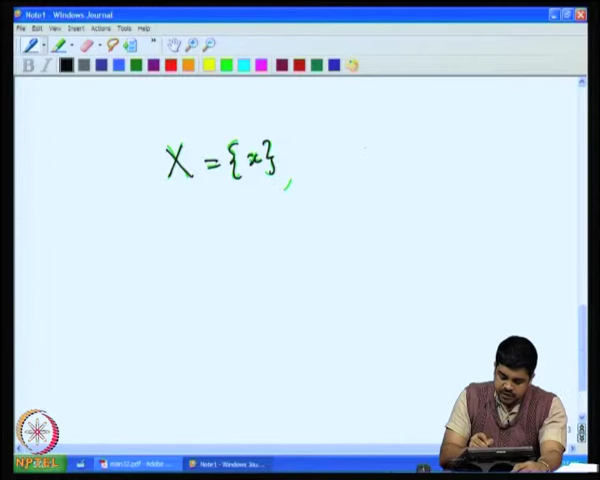 Note1 - Windows Journal
File Edit View Insert Actions Tools Help
B I
X = {x},
NPTEL
Note1 - Windows Jou...